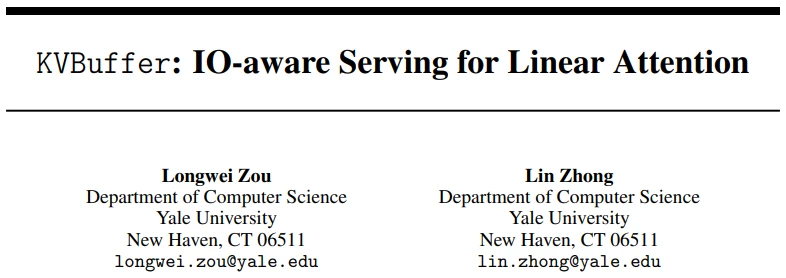 KVBuffer: IO-aware Serving for Linear Attention
Longwei Zou
Department of Computer Science
Yale University
New Haven, CT 06511
longwei.zou@yale.edu
Lin Zhong
Department of Computer Science
Yale University
New Haven, CT 06511
lin.zhong@yale.edu